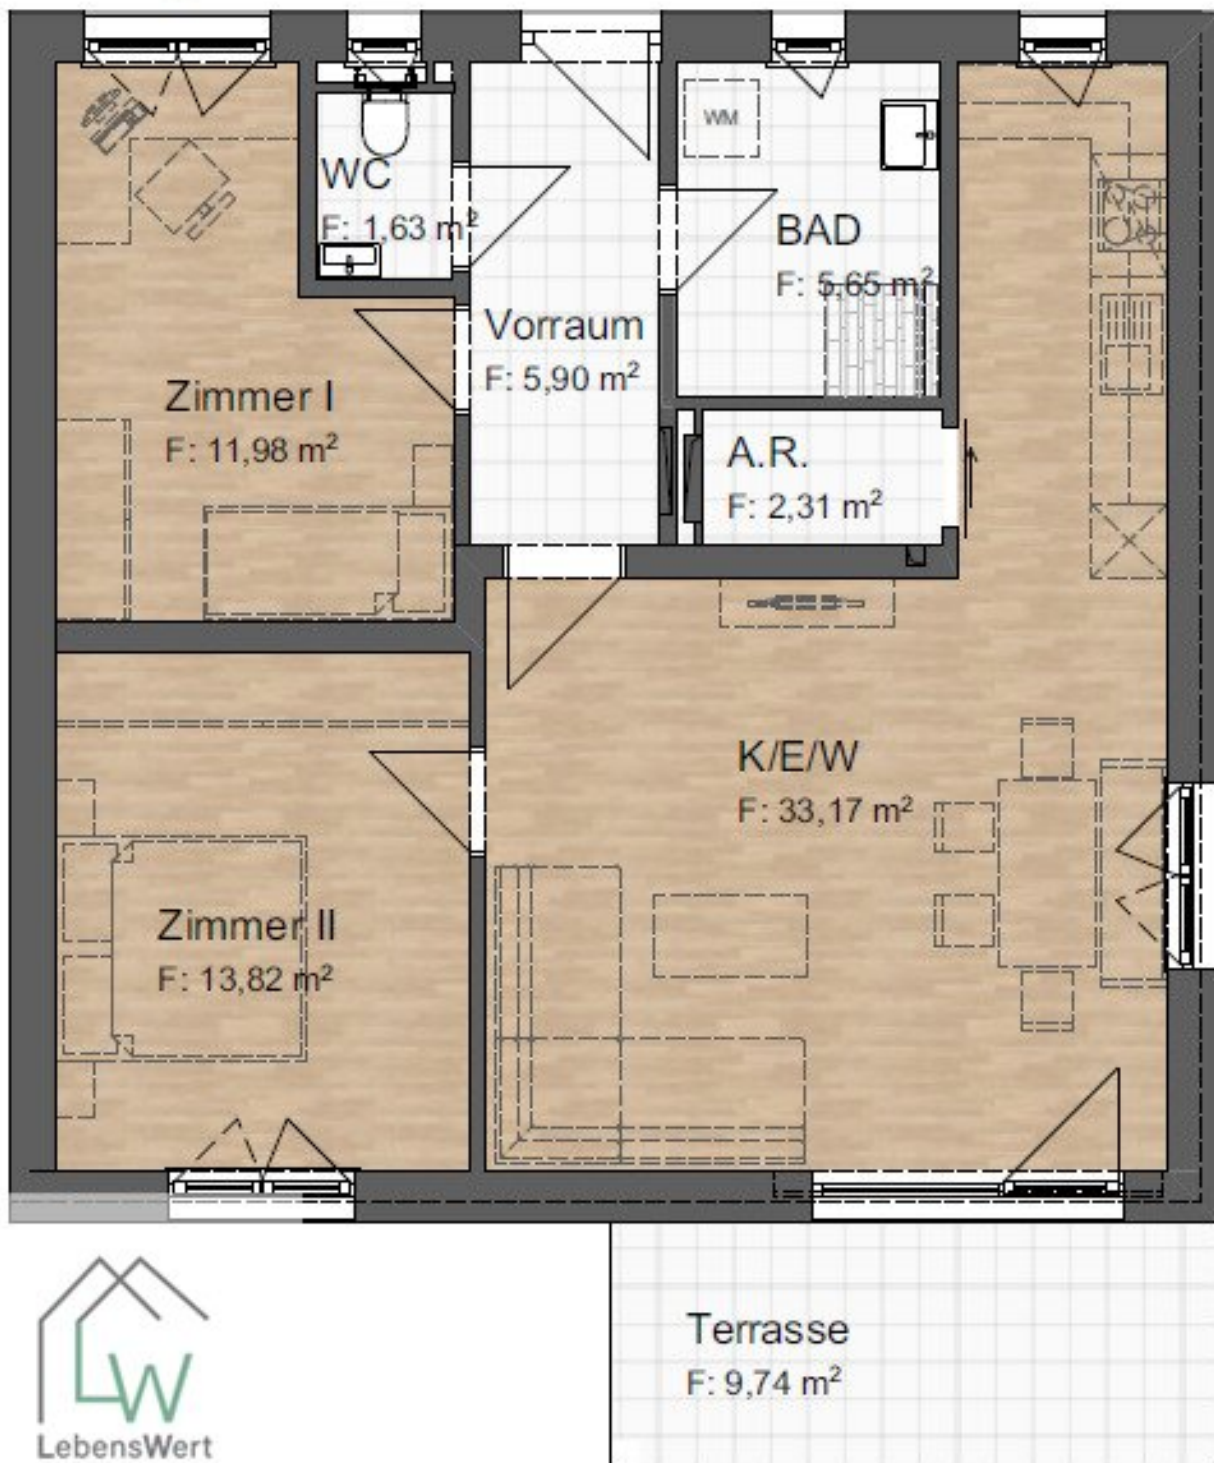 WC
F: 1,63 m²
WM
BAD
F: 5,65 m²
Vorraum
F: 5,90 m²
Zimmer I
F: 11,98 m²
A.R.
F: 2,31 m²
K/E/W
F: 33,17 m²
Zimmer II
F: 13,82 m²
Terrasse
F: 9,74 m²
LW
LebensWert